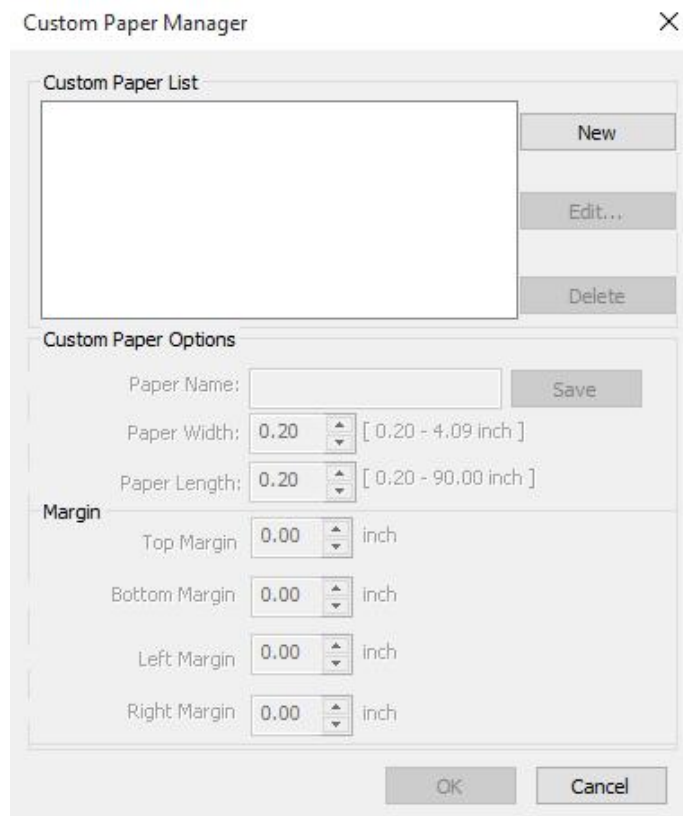 Custom Paper Manager
Custom Paper List
New
Edit...
Delete
Custom Paper Options
Paper Name:
Save
Paper Width: 0.20 [ 0.20 - 4.09 inch ]
Paper Length: 0.20 [ 0.20 - 90.00 inch ]
Margin
Top Margin 0.00 inch
Bottom Margin 0.00 inch
Left Margin 0.00 inch
Right Margin 0.00 inch
OK Cancel